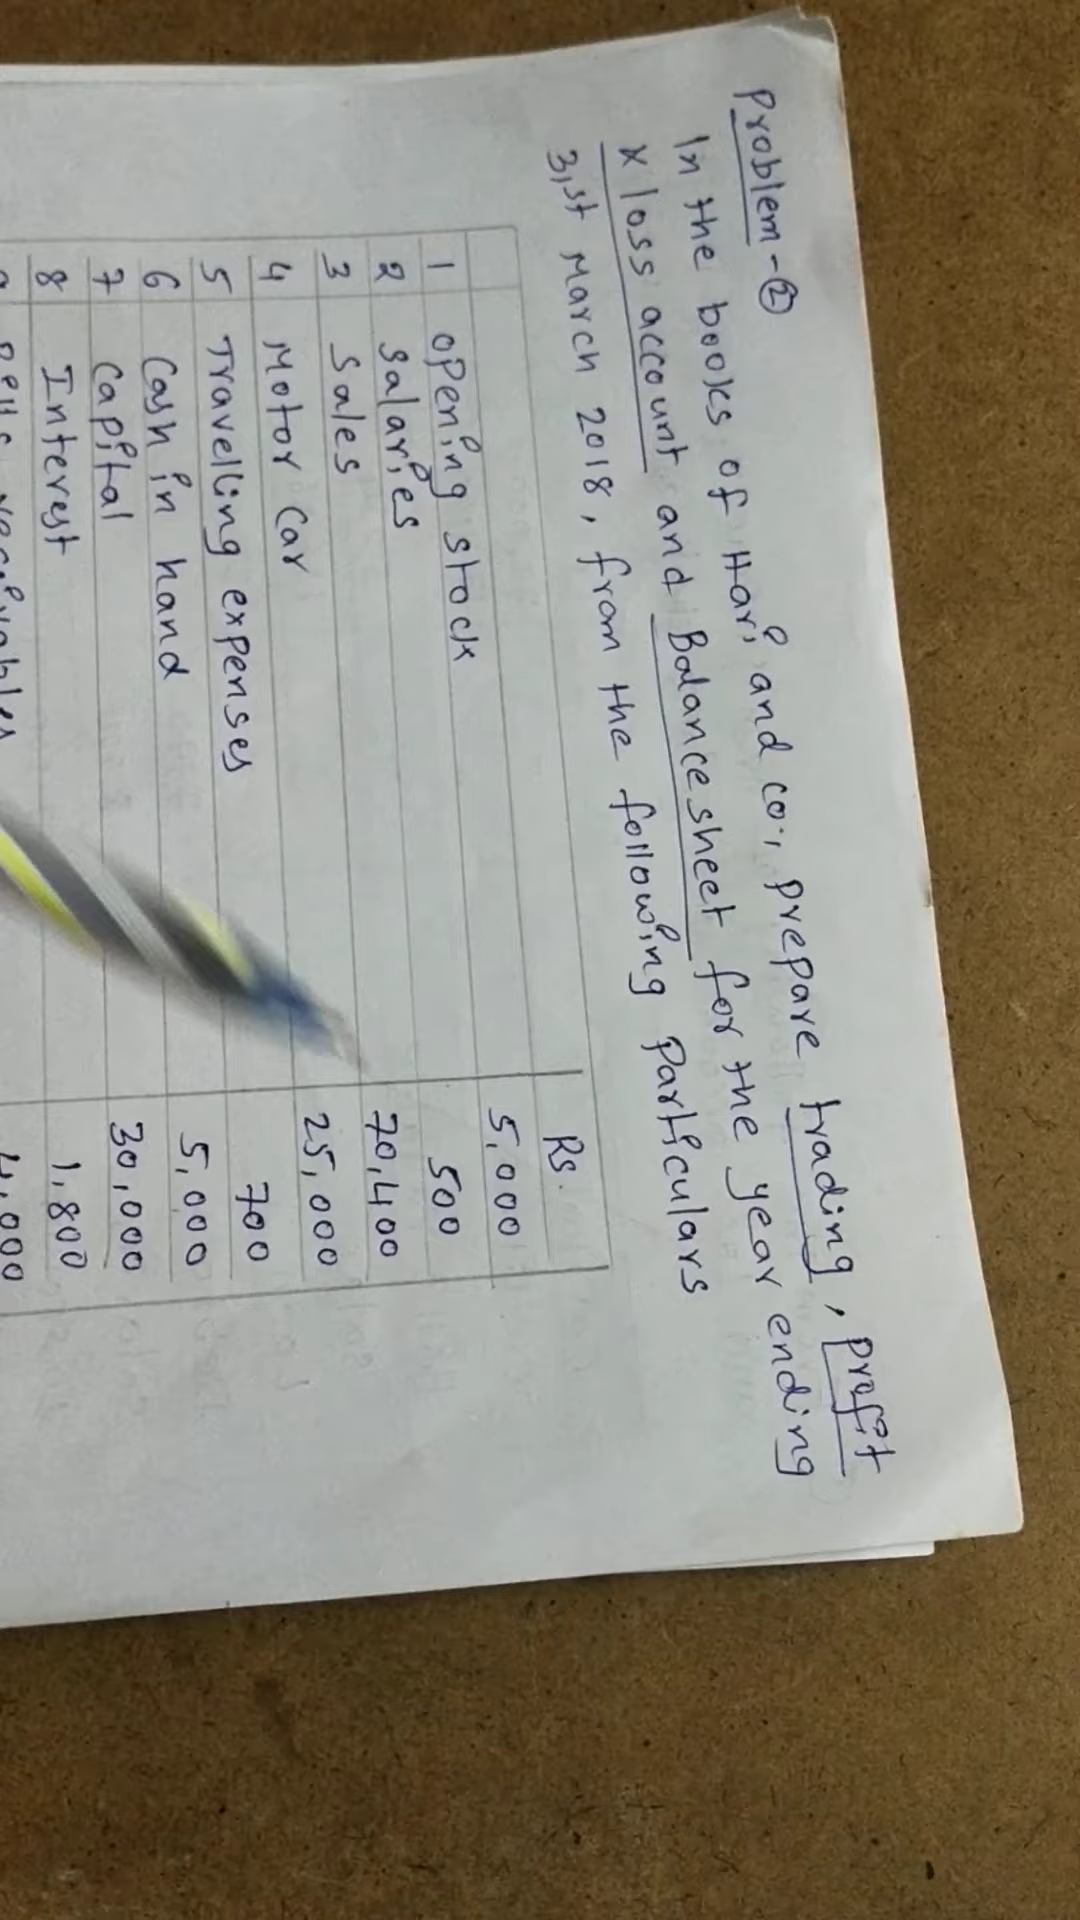 Problem-②
In the books of Hari and co., prepare trading, profit
x loss account and Balance sheet for the year ending
31st March 2018, from the following particulars
Rs.
1 opening stock 5,000
2 salaries 500
3 Sales 70,400
4 Motor car 25,000
5 Travelling expenses 700
6 Cash in hand 5,000
7 Capital 30,000
8 Interest 1,800
4,000